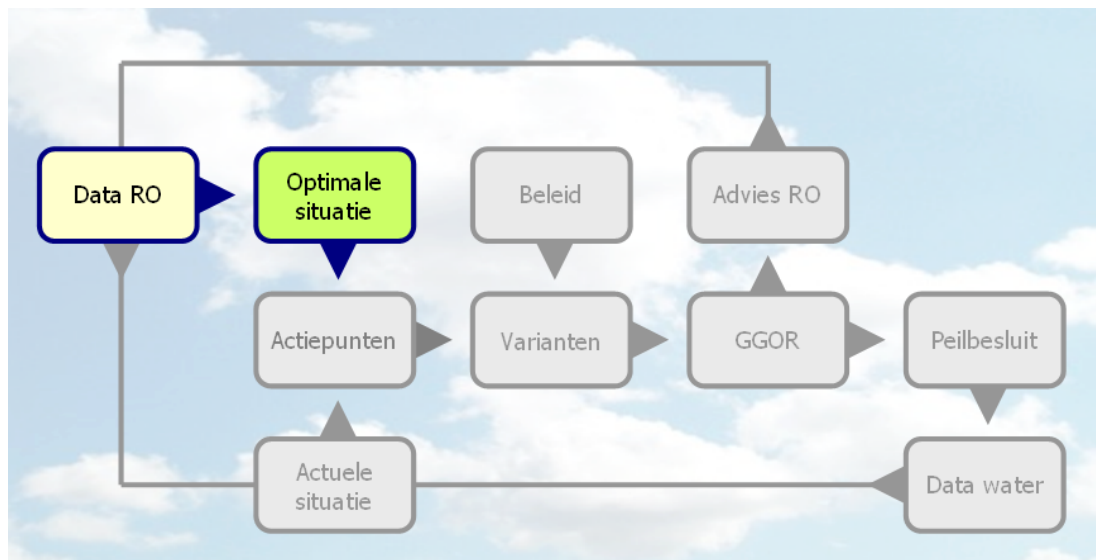 Data RO
Optimale
situatie
Beleid
Advies RO
Actiepunten
Varianten
GGOR
Peilbesluit
Actuele
situatie
Data water